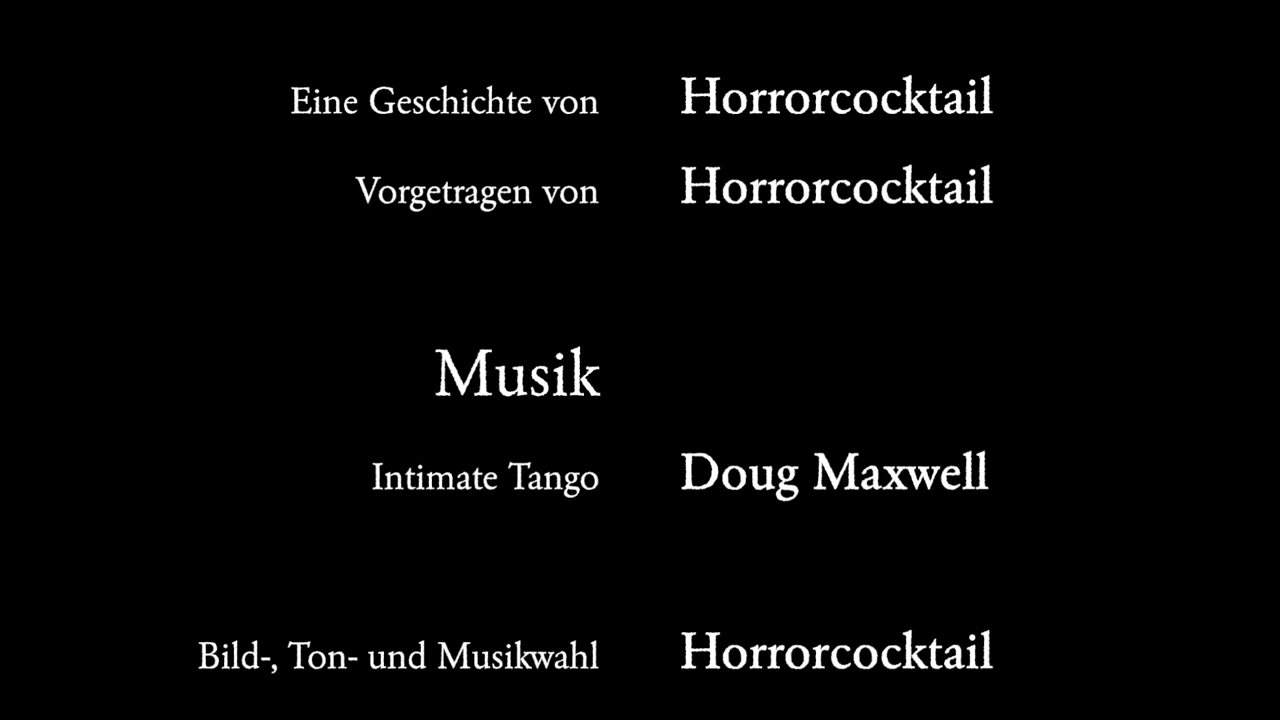 Eine Geschichte von Horrorcocktail
Vorgetragen von Horrorcocktail
Musik
Intimate Tango Doug Maxwell
Bild-, Ton- und Musikwahl Horrorcocktail